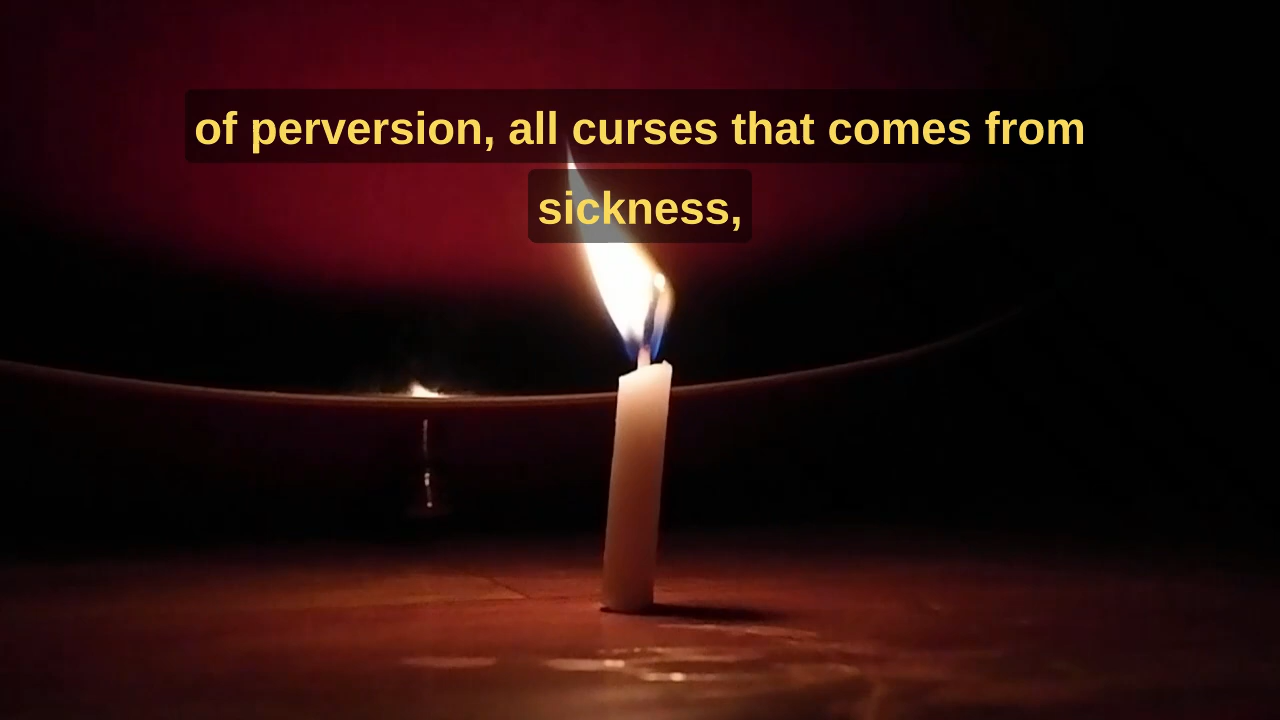 of perversion, all curses that comes from
sickness,